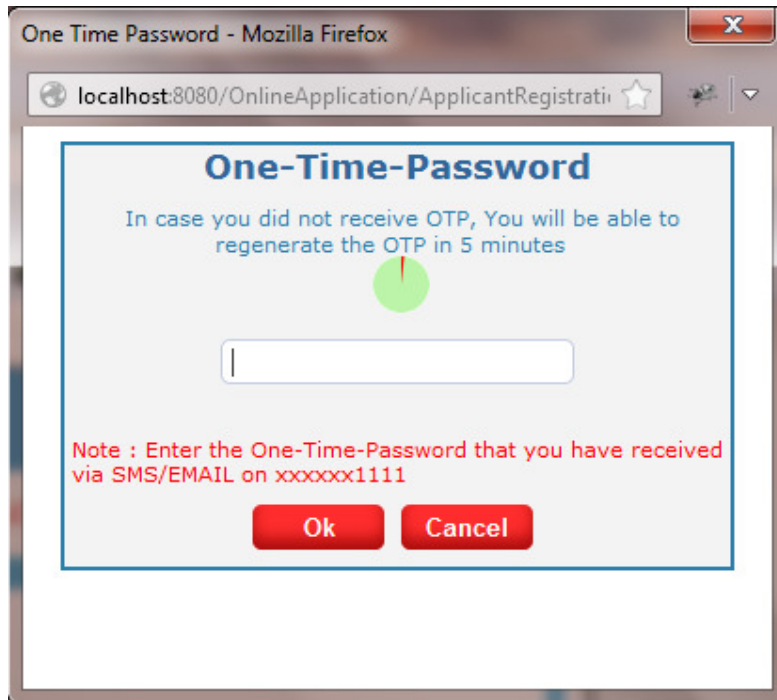 One Time Password - Mozilla Firefox
localhost:8080/OnlineApplication/ApplicantRegistrati
One-Time-Password
In case you did not receive OTP, You will be able to
regenerate the OTP in 5 minutes
Note : Enter the One-Time-Password that you have received
via SMS/EMAIL on xxxxxx1111
Ok Cancel